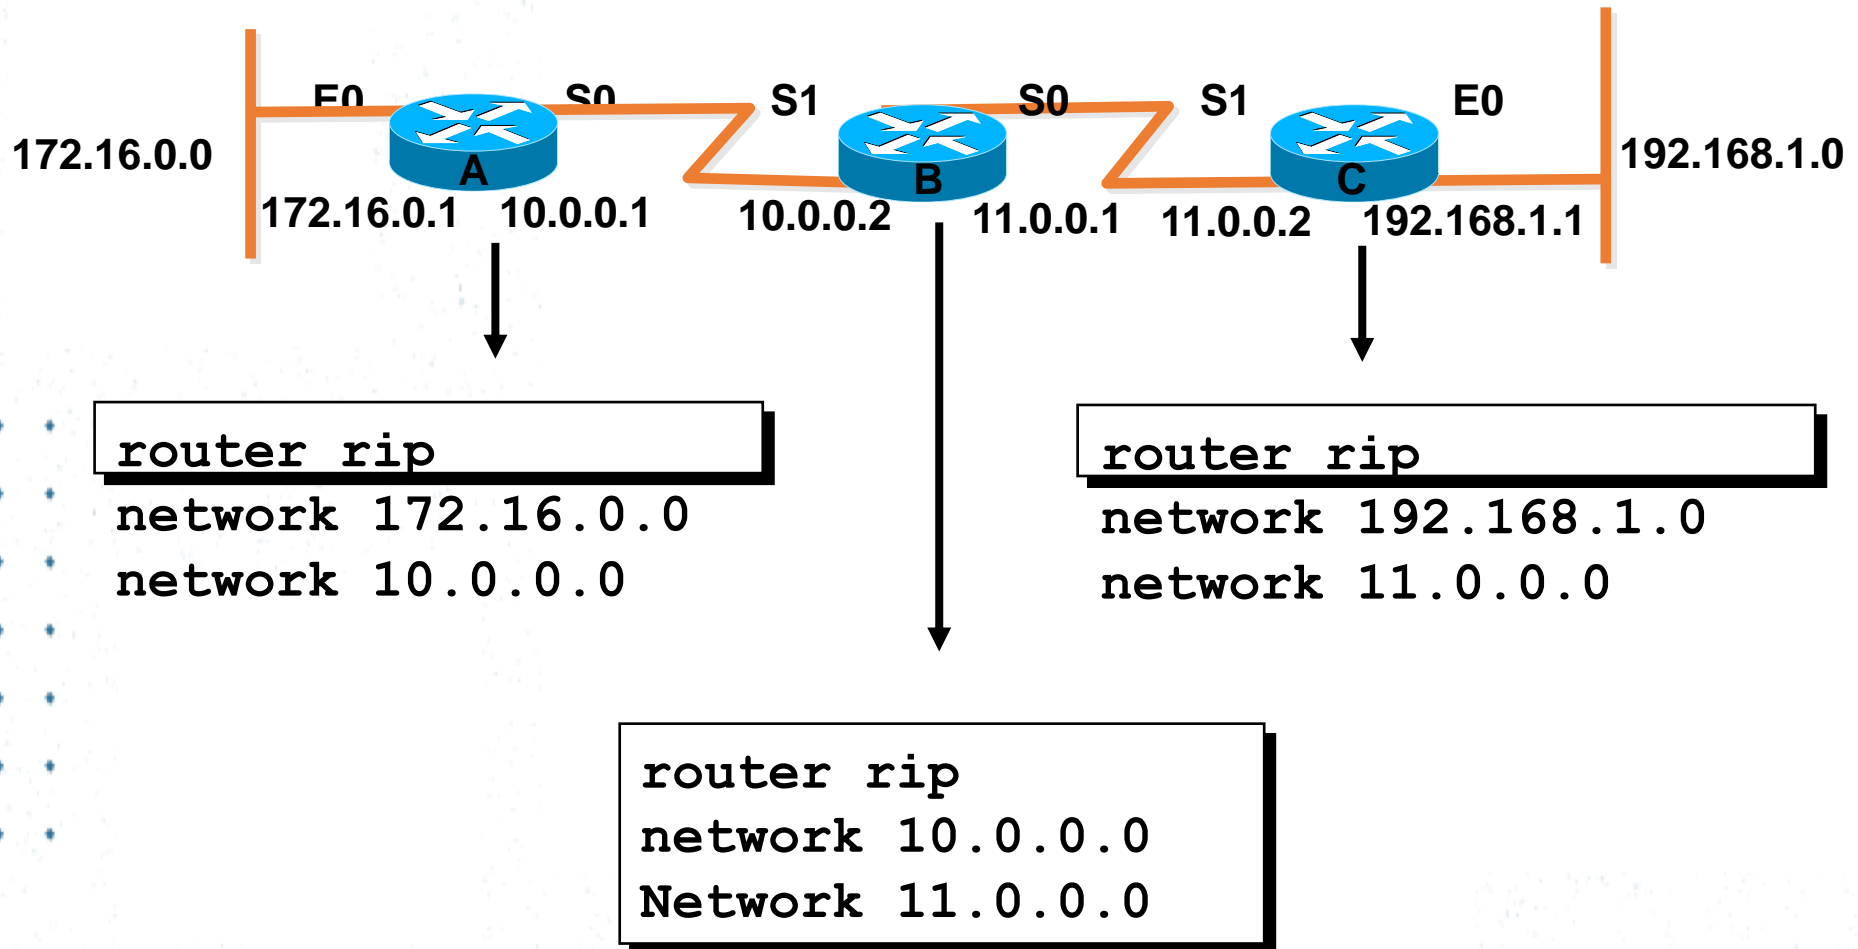 E0 S0 S1 S0 S1 E0
172.16.0.0 A B C 192.168.1.0
172.16.0.1 10.0.0.1 10.0.0.2 11.0.0.1 11.0.0.2 192.168.1.1
router rip
network 172.16.0.0
network 10.0.0.0
router rip
network 192.168.1.0
network 11.0.0.0
router rip
network 10.0.0.0
Network 11.0.0.0